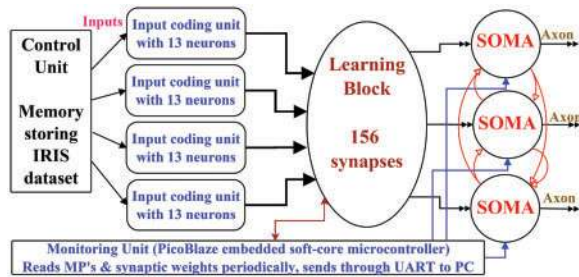 Control
Unit
Memory
storing
IRIS
dataset
Inputs
Input coding unit
with 13 neurons
Input coding unit
with 13 neurons
Input coding unit
with 13 neurons
Input coding unit
with 13 neurons
Learning
Block
156
synapses
SOMA
Axon
SOMA
Axon
SOMA
Axon
Monitoring Unit (PicoBlaze embedded soft-core microcontroller)
Reads MP's & synaptic weights periodically, sends through UART to PC